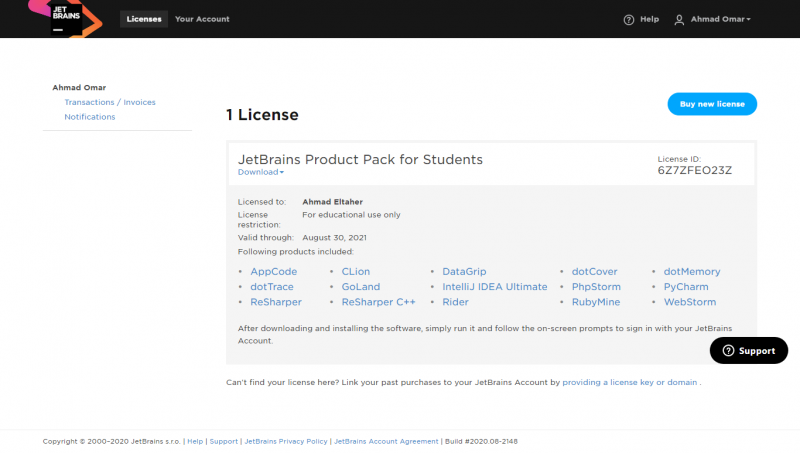 JET BRAINS
Licenses Your Account Help Ahmad Omar
Ahmad Omar
Transactions / Invoices
Notifications
1 License
Buy new license
JetBrains Product Pack for Students
Download
License ID:
6Z7ZFEO23Z
Licensed to: Ahmad Eltaher
License restriction: For educational use only
Valid through: August 30, 2021
Following products included:
• AppCode • CLion • DataGrip • dotCover • dotMemory
• dotTrace • GoLand • IntelliJ IDEA Ultimate • PhpStorm • PyCharm
• ReSharper • ReSharper C++ • Rider • RubyMine • WebStorm
After downloading and installing the software, simply run it and follow the on-screen prompts to sign in with your JetBrains
Account.
Support
Can't find your license here? Link your past purchases to your JetBrains Account by providing a license key or domain .
Copyright © 2000–2020 JetBrains s.r.o. | Help | Support | JetBrains Privacy Policy | JetBrains Account Agreement | Build #2020.08-2148